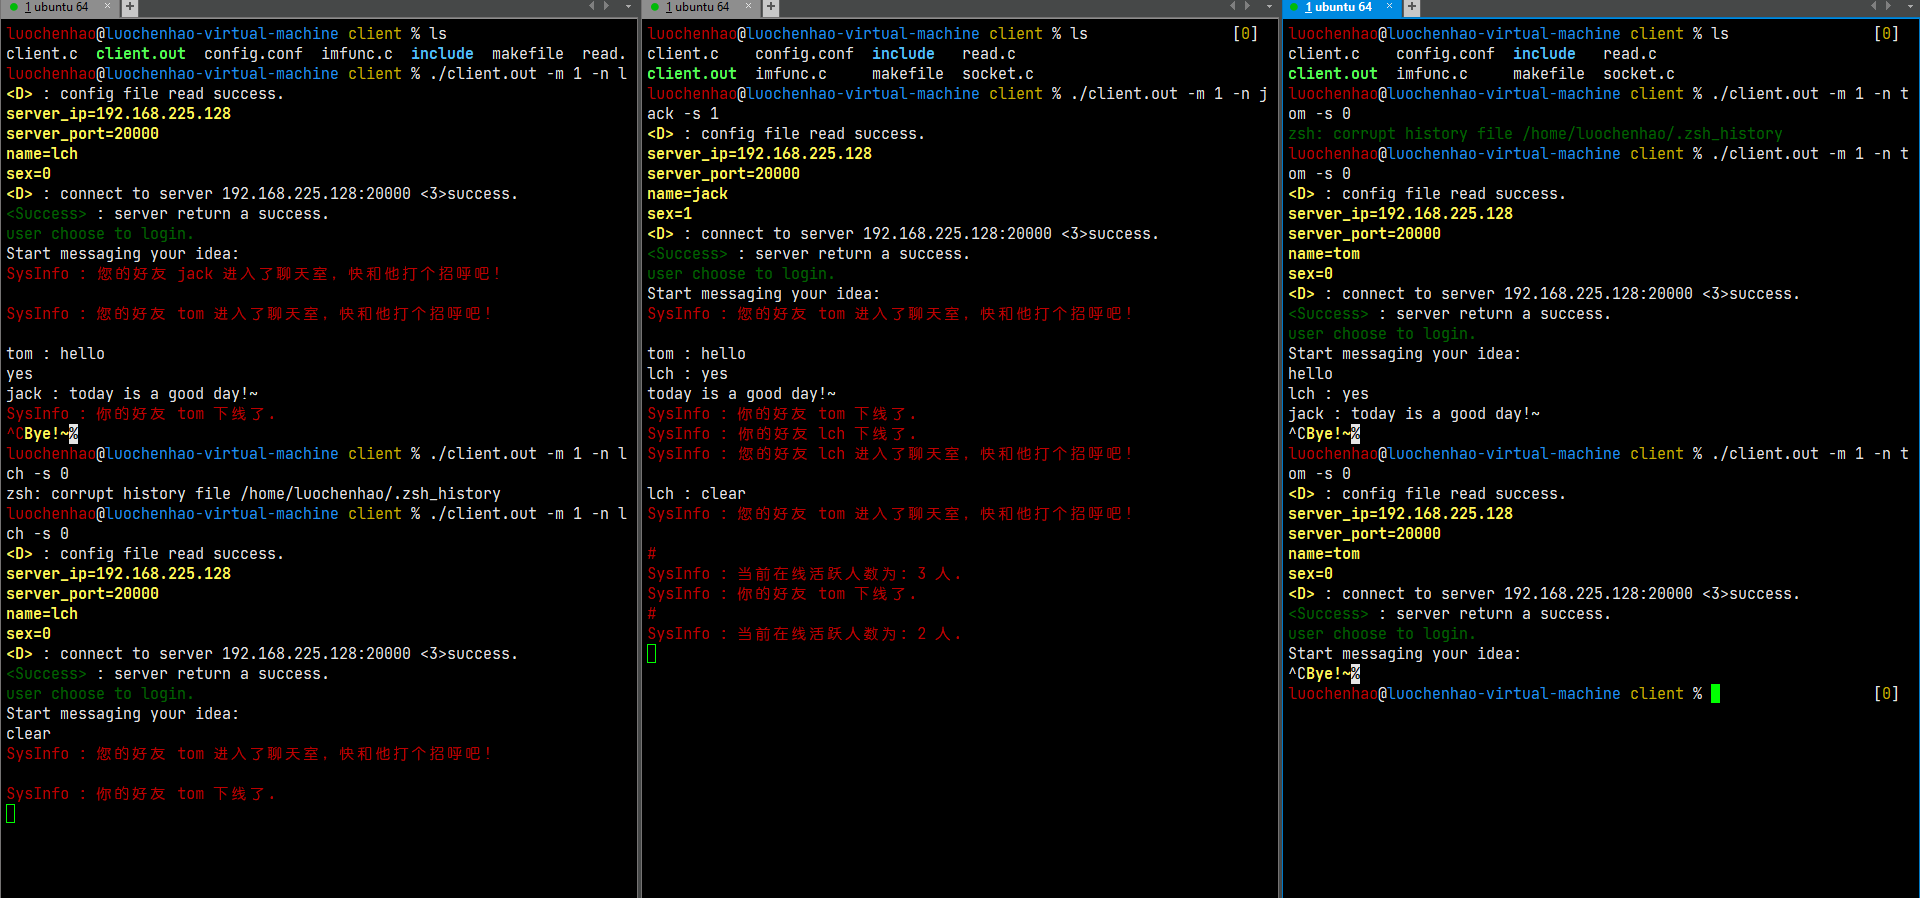 1 ubuntu 64 × +
luochenhao@luochenhao-virtual-machine client % ls
client.c client.out config.conf imfunc.c include makefile read.
luochenhao@luochenhao-virtual-machine client % ./client.out -m 1 -n l
<D> : config file read success.
server_ip=192.168.225.128
server_port=20000
name=lch
sex=0
<D> : connect to server 192.168.225.128:20000 <3>success.
<Success> : server return a success.
user choose to login.
Start messaging your idea:
SysInfo : 您的好友 jack 进入了聊天室, 快和他打个招呼吧!
SysInfo : 您的好友 tom 进入了聊天室, 快和他打个招呼吧!
tom : hello
yes
jack : today is a good day!~
SysInfo : 你的好友 tom 下线了.
^CBye!~%
luochenhao@luochenhao-virtual-machine client % ./client.out -m 1 -n l
ch -s 0
zsh: corrupt history file /home/luochenhao/.zsh_history
luochenhao@luochenhao-virtual-machine client % ./client.out -m 1 -n l
ch -s 0
<D> : config file read success.
server_ip=192.168.225.128
server_port=20000
name=lch
sex=0
<D> : connect to server 192.168.225.128:20000 <3>success.
<Success> : server return a success.
user choose to login.
Start messaging your idea:
clear
SysInfo : 您的好友 tom 进入了聊天室, 快和他打个招呼吧!
SysInfo : 你的好友 tom 下线了.
1 ubuntu 64 × +
luochenhao@luochenhao-virtual-machine client % ls [0]
client.c config.conf include read.c
client.out imfunc.c makefile socket.c
luochenhao@luochenhao-virtual-machine client % ./client.out -m 1 -n j
ack -s 1
<D> : config file read success.
server_ip=192.168.225.128
server_port=20000
name=jack
sex=1
<D> : connect to server 192.168.225.128:20000 <3>success.
<Success> : server return a success.
user choose to login.
Start messaging your idea:
SysInfo : 您的好友 tom 进入了聊天室, 快和他打个招呼吧!
tom : hello
lch : yes
today is a good day!~
SysInfo : 你的好友 tom 下线了.
SysInfo : 你的好友 lch 下线了.
SysInfo : 您的好友 lch 进入了聊天室, 快和他打个招呼吧!
lch : clear
SysInfo : 您的好友 tom 进入了聊天室, 快和他打个招呼吧!
#
SysInfo : 当前在线活跃人数为: 3 人.
SysInfo : 你的好友 tom 下线了.
#
SysInfo : 当前在线活跃人数为: 2 人.
1 ubuntu 64 × +
luochenhao@luochenhao-virtual-machine client % ls [0]
client.c config.conf include read.c
client.out imfunc.c makefile socket.c
luochenhao@luochenhao-virtual-machine client % ./client.out -m 1 -n t
om -s 0
zsh: corrupt history file /home/luochenhao/.zsh_history
luochenhao@luochenhao-virtual-machine client % ./client.out -m 1 -n t
om -s 0
<D> : config file read success.
server_ip=192.168.225.128
server_port=20000
name=tom
sex=0
<D> : connect to server 192.168.225.128:20000 <3>success.
<Success> : server return a success.
user choose to login.
Start messaging your idea:
hello
lch : yes
jack : today is a good day!~
^CBye!~%
luochenhao@luochenhao-virtual-machine client % ./client.out -m 1 -n t
om -s 0
<D> : config file read success.
server_ip=192.168.225.128
server_port=20000
name=tom
sex=0
<D> : connect to server 192.168.225.128:20000 <3>success.
<Success> : server return a success.
user choose to login.
Start messaging your idea:
^CBye!~%
luochenhao@luochenhao-virtual-machine client % [0]